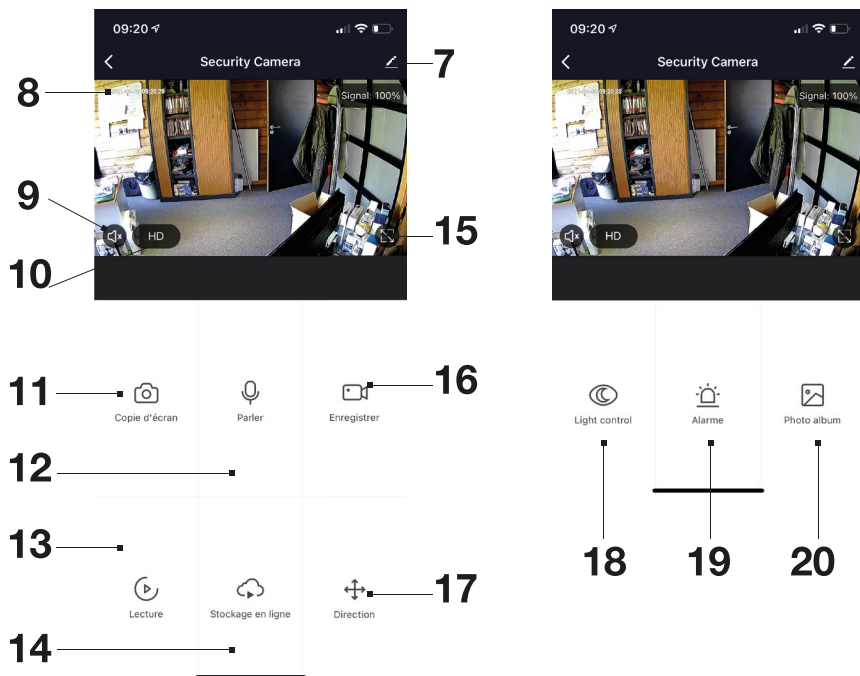 09:20
09:20
Security Camera
7
Security Camera
8
Signal: 100%
Signal: 100%
9
HD
15
HD
10
11
16
Copie d'écran
Parler
Enregistrer
Light control
Alarme
Photo album
12
13
18
19
20
17
Lecture
Stockage en ligne
Direction
14